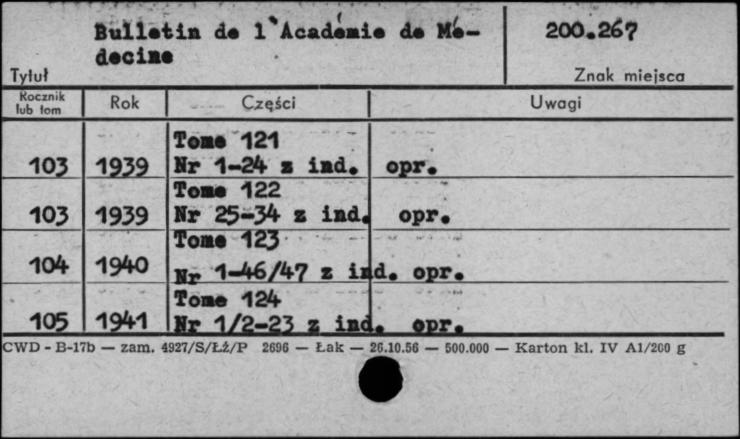 Bulletin de l'Académie de Mé- 200.267
decine
Tytuł Znak miejsca
Rocznik lub tom Rok Części Uwagi
Tome 121
103 1939 Nr 1-24 z ind. opr.
Tome 122
103 1939 Nr 25-34 z ind. opr.
Tome 123
104 1940 Nr 1-46/47 z ind. opr.
Tome 124
105 1941 Nr 1/2-23 z ind. opr.
CWD - B-17b — zam. 4927/S/Łź/P 2696 — Łak — 26.10.56 — 500.000 — Karton kl. IV A1/200 g